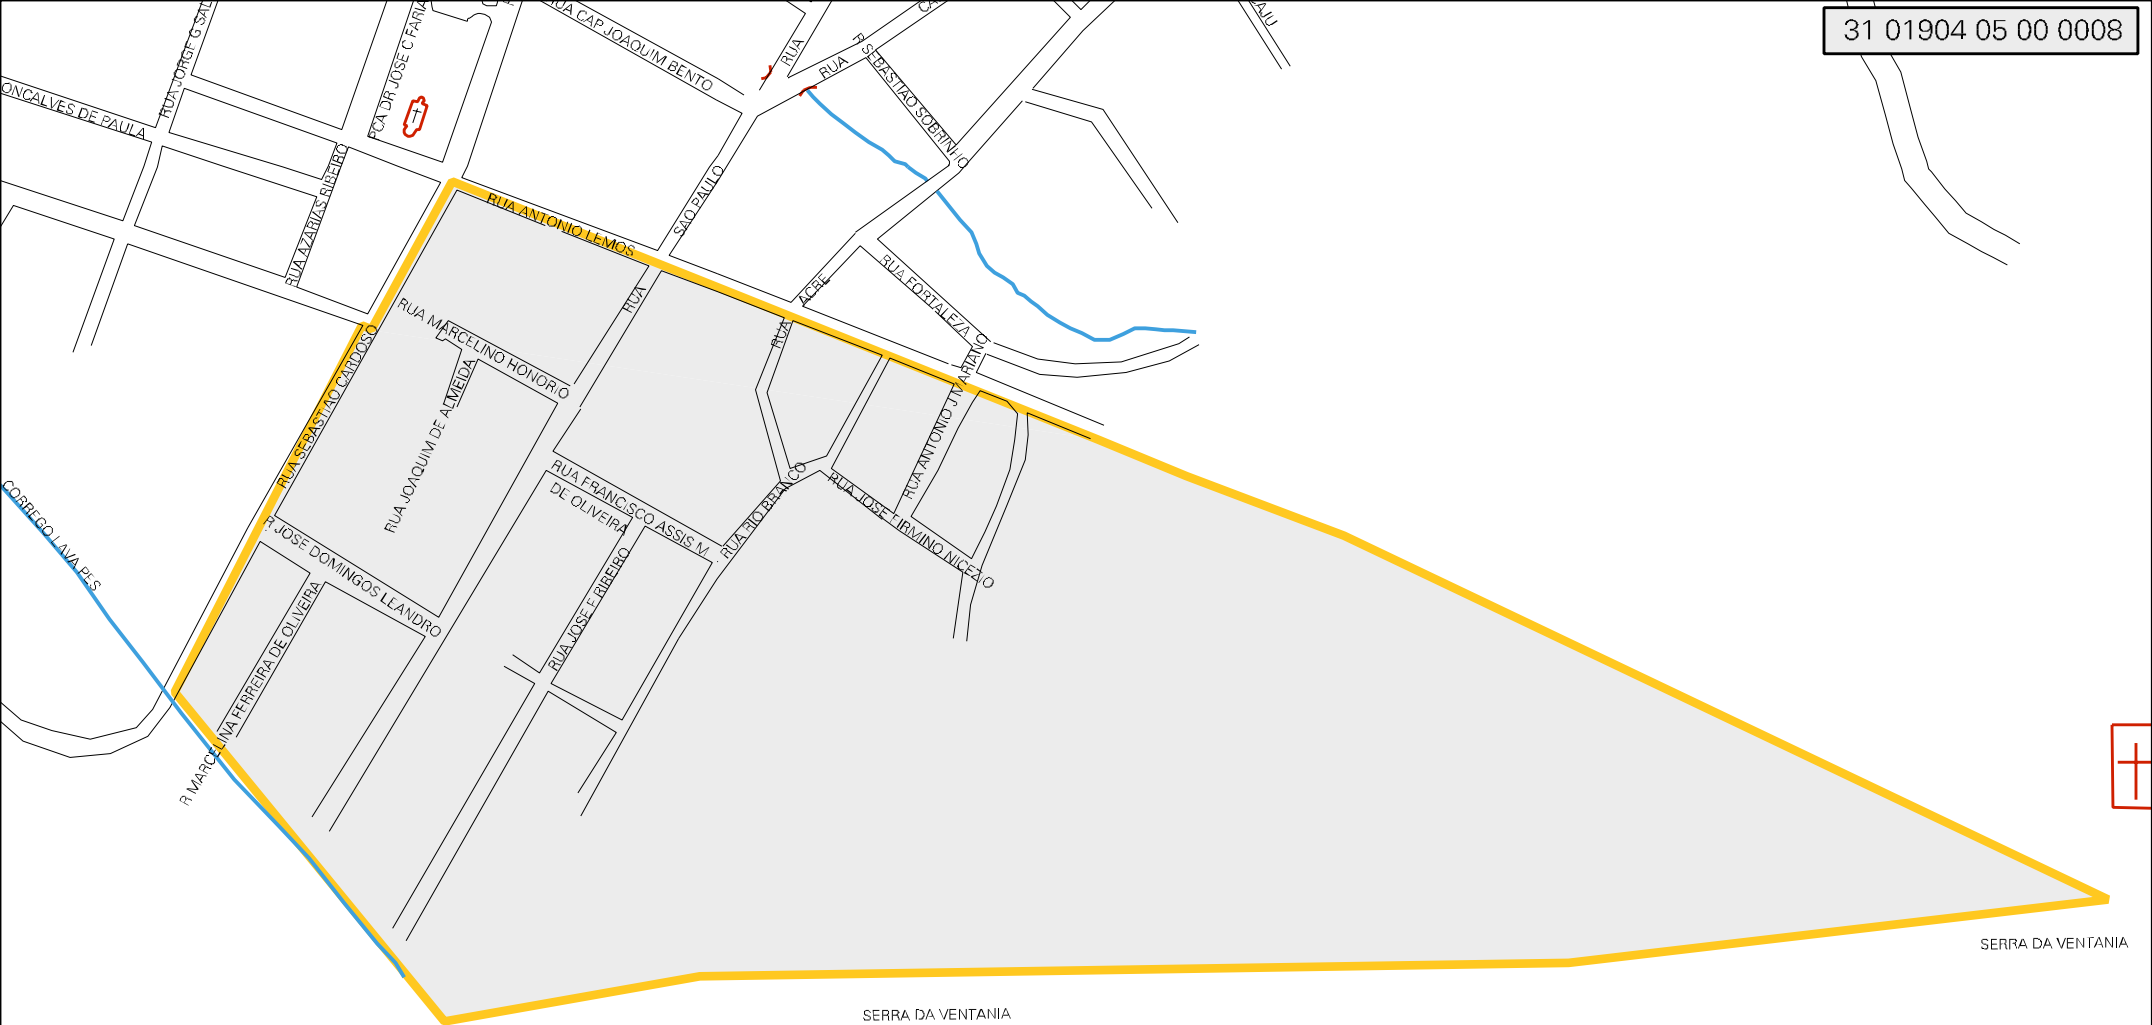 31 01904 05 00 0008
RUA JORGE G SAL
PCA DR JOSE C FARIA
RUA CAP JOAQUIM BENTO
RUA
RUA
R SEBASTIAO SOBRINHO
ONCALVES DE PAULA
RUA AZARIAS RIBEIRO
RUA ANTONIO LEMOS
SAO PAULO
RUA
ACRE
RUA
RUA FORTALEZA
RUA MARCELINO HONORIO
RUA SEBASTIAO CARDOSO
RUA JOAQUIM DE ALMEIDA
RUA ANTONIO J MARIANO
RUA FRANCISCO ASSIS M
DE OLIVEIRA
RUA RIO BRANCO
RUA JOSE FIRMINO NICEZIO
CORREGO LAVA PES
R JOSE DOMINGOS LEANDRO
RUA JOSE F RIBEIRO
R MARCELINA FERREIRA DE OLIVEIRA
SERRA DA VENTANIA
SERRA DA VENTANIA